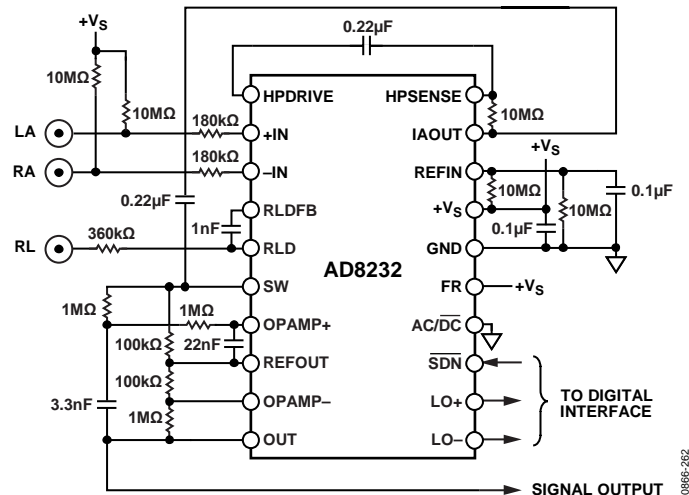 0.22µF
+VS
10MΩ
HPDRIVE
HPSENSE
10MΩ
10MΩ
LA
180kΩ
+IN
IAOUT
+VS
RA
180kΩ
–IN
REFIN
10MΩ
0.1µF
0.22µF
RLDFB
+VS
10MΩ
1nF
0.1µF
RL
360kΩ
RLD
GND
AD8232
SW
FR
+VS
1MΩ
1MΩ
OPAMP+
AC/DC
100kΩ
22nF
REFOUT
SDN
100kΩ
3.3nF
OPAMP–
LO+
TO DIGITAL
INTERFACE
1MΩ
OUT
LO–
SIGNAL OUTPUT
0866-262